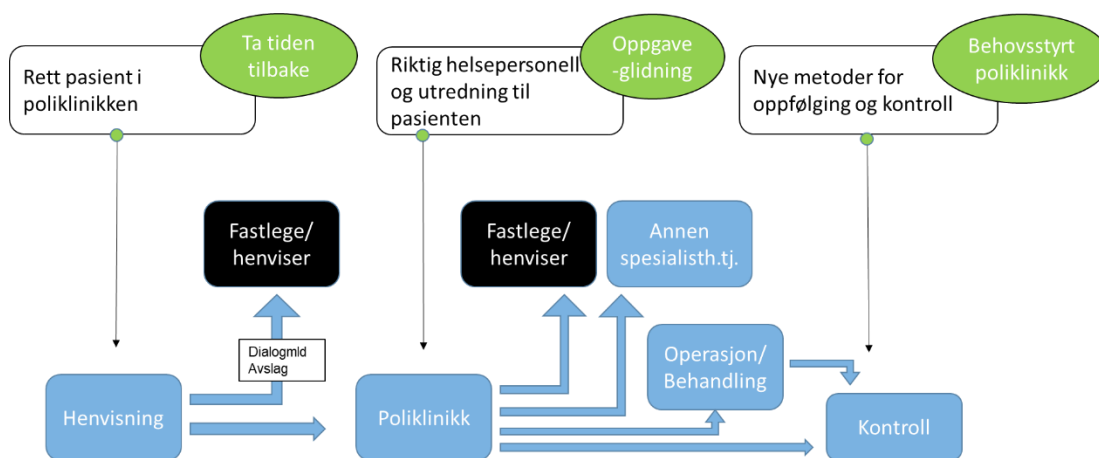 Ta tiden
tilbake
Rett pasient i
poliklinikken
Oppgave
-glidning
Riktig helsepersonell
og utredning til
pasienten
Behovsstyrt
poliklinikk
Nye metoder for
oppfølging og kontroll
Fastlege/
henviser
Fastlege/
henviser
Annen
spesialisth.tj.
Dialogmld
Avslag
Operasjon/
Behandling
Henvisning
Poliklinikk
Kontroll